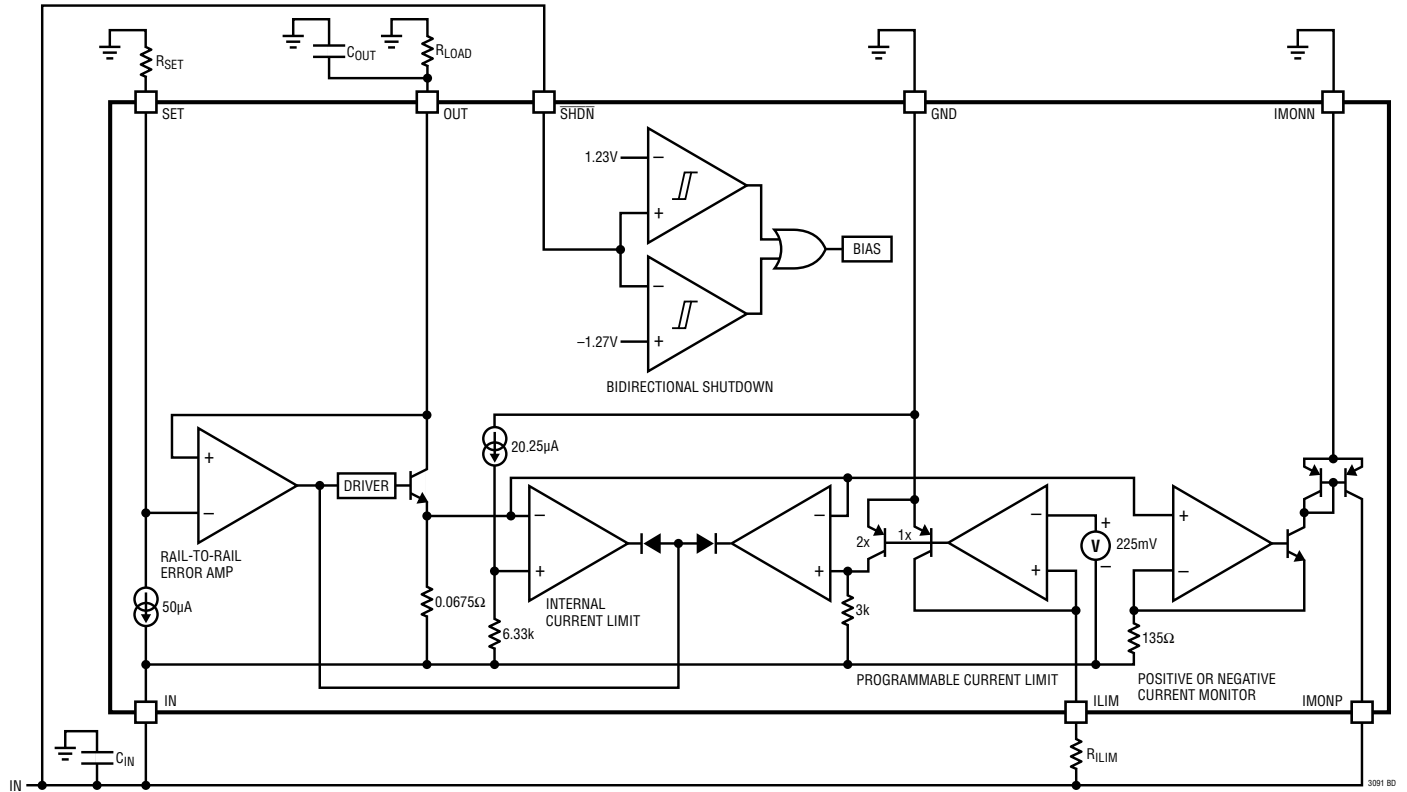 COUT
RLOAD
RSET
SET
OUT
SHDN
GND
IMONN
1.23V
–
+
BIAS
–
–1.27V
+
BIDIRECTIONAL SHUTDOWN
20.25µA
+
DRIVER
–
RAIL-TO-RAIL
ERROR AMP
–
+
INTERNAL
CURRENT LIMIT
–
+
2x
1x
–
+
+
V
225mV
–
+
–
50µA
0.0675Ω
6.33k
3k
135Ω
PROGRAMMABLE CURRENT LIMIT
POSITIVE OR NEGATIVE
CURRENT MONITOR
IN
ILIM
IMONP
CIN
RILIM
IN
3091 BD